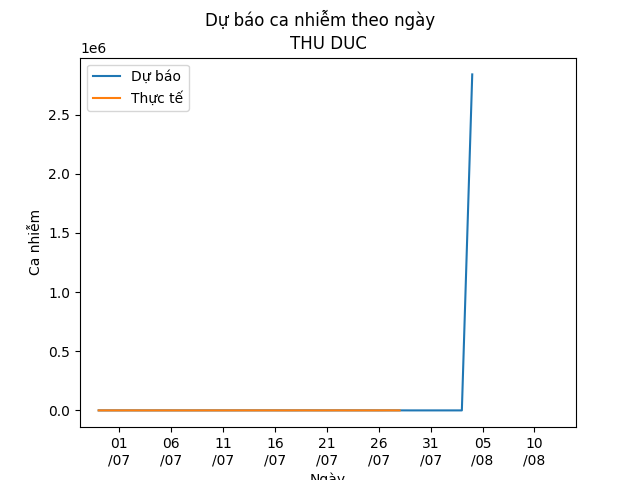 Dự báo ca nhiễm theo ngày
THU DUC
1e6
Dự báo
Thực tế
2.5
2.0
1.5
1.0
0.5
0.0
Ca nhiễm
01 06 11 16 21 26 31 05 10
/07 /07 /07 /07 /07 /07 /07 /08 /08
Ngày